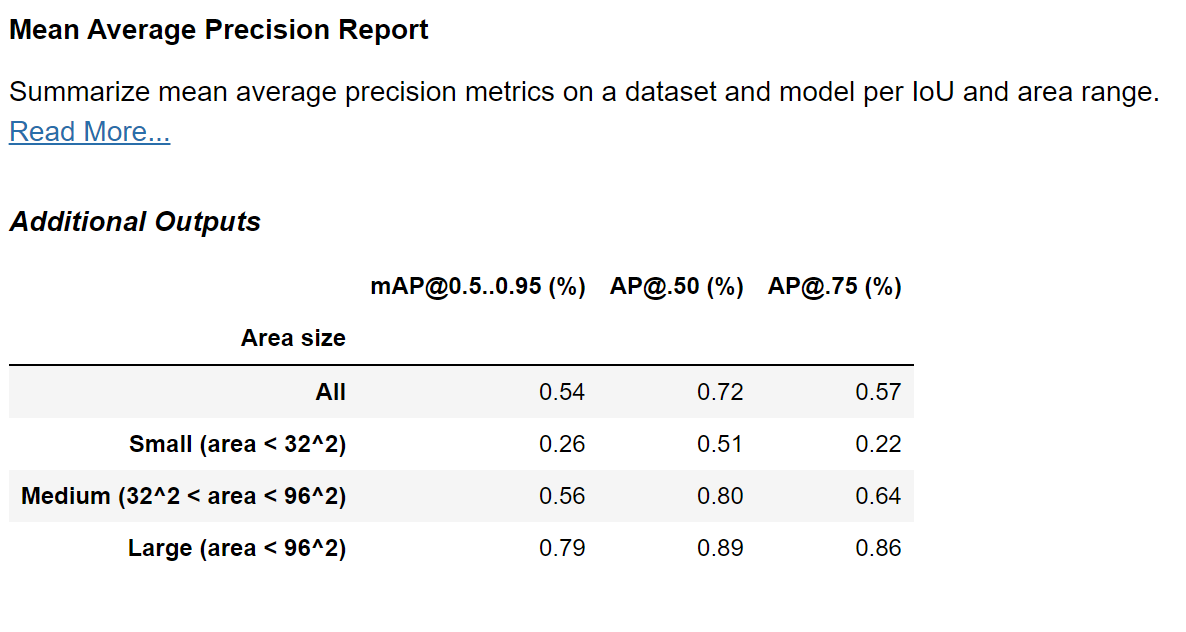 Mean Average Precision Report
Summarize mean average precision metrics on a dataset and model per IoU and area range.
Read More...
Additional Outputs
mAP@0.5..0.95 (%) AP@.50 (%) AP@.75 (%)
Area size
All 0.54 0.72 0.57
Small (area < 32^2) 0.26 0.51 0.22
Medium (32^2 < area < 96^2) 0.56 0.80 0.64
Large (area < 96^2) 0.79 0.89 0.86